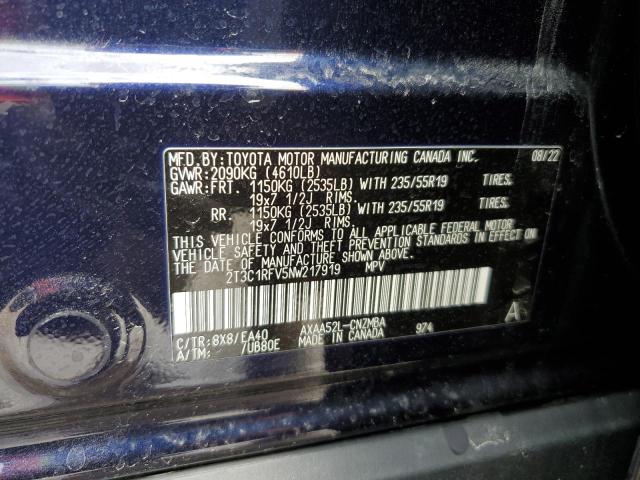 MFD.BY:TOYOTA MOTOR MANUFACTURING CANADA INC. 08/22
GVWR:2090KG (4610LB)
GAWR:FRT. 1150KG (2535LB) WITH 235/55R19 TIRES.
19x7 1/2J RIMS.
RR. 1150KG (2535LB) WITH 235/55R19 TIRES.
19x7 1/2J RIMS.
THIS VEHICLE CONFORMS TO ALL APPLICABLE FEDERAL MOTOR
VEHICLE SAFETY AND THEFT PREVENTION STANDARDS IN EFFECT ON
THE DATE OF MANUFACTURE SHOWN ABOVE.
2T3C1RFV5NW217919 MPV
C/TR:8X8/EA40 AXAA52L-CNZMBA 974 A
A/TM: /UB80E MADE IN CANADA